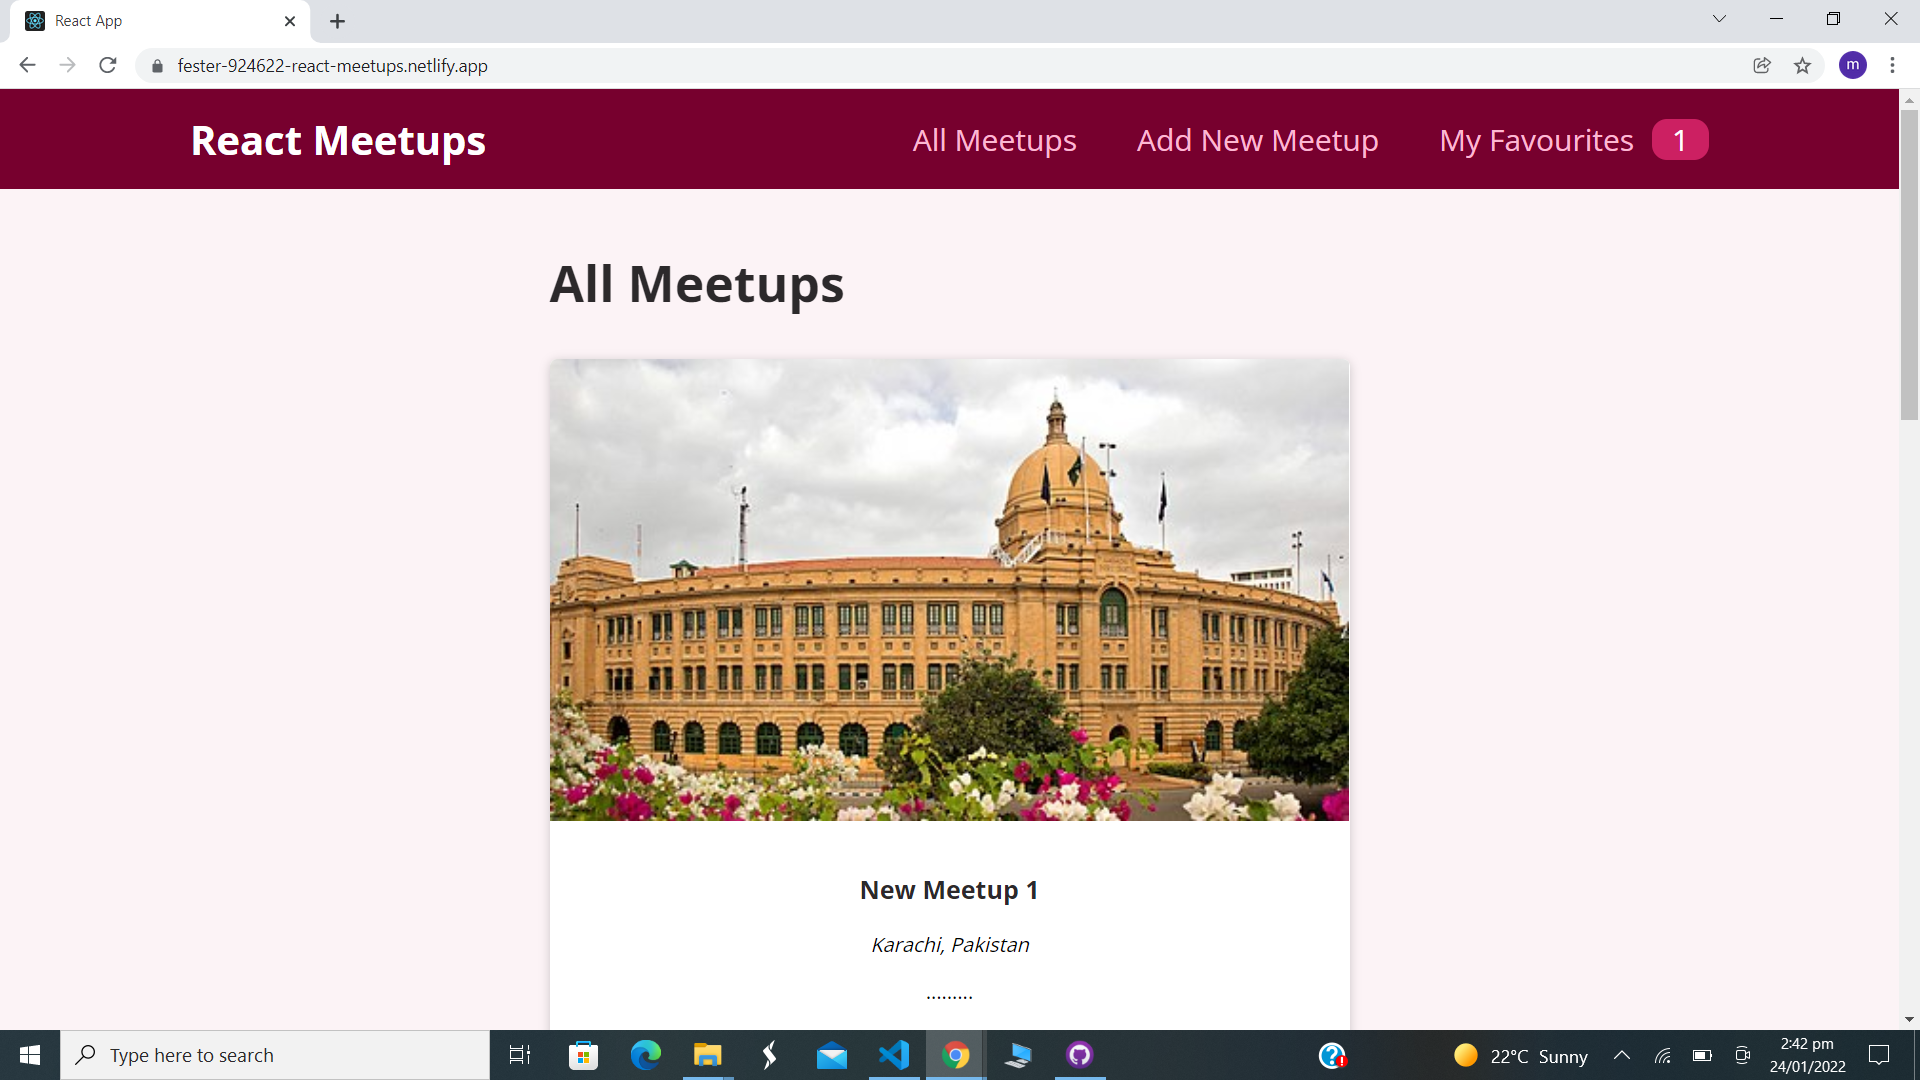 React App
fester-924622-react-meetups.netlify.app
m
React Meetups
All Meetups
Add New Meetup
My Favourites 1
All Meetups
New Meetup 1
Karachi, Pakistan
.........
Type here to search
22°C Sunny
2:42 pm
24/01/2022